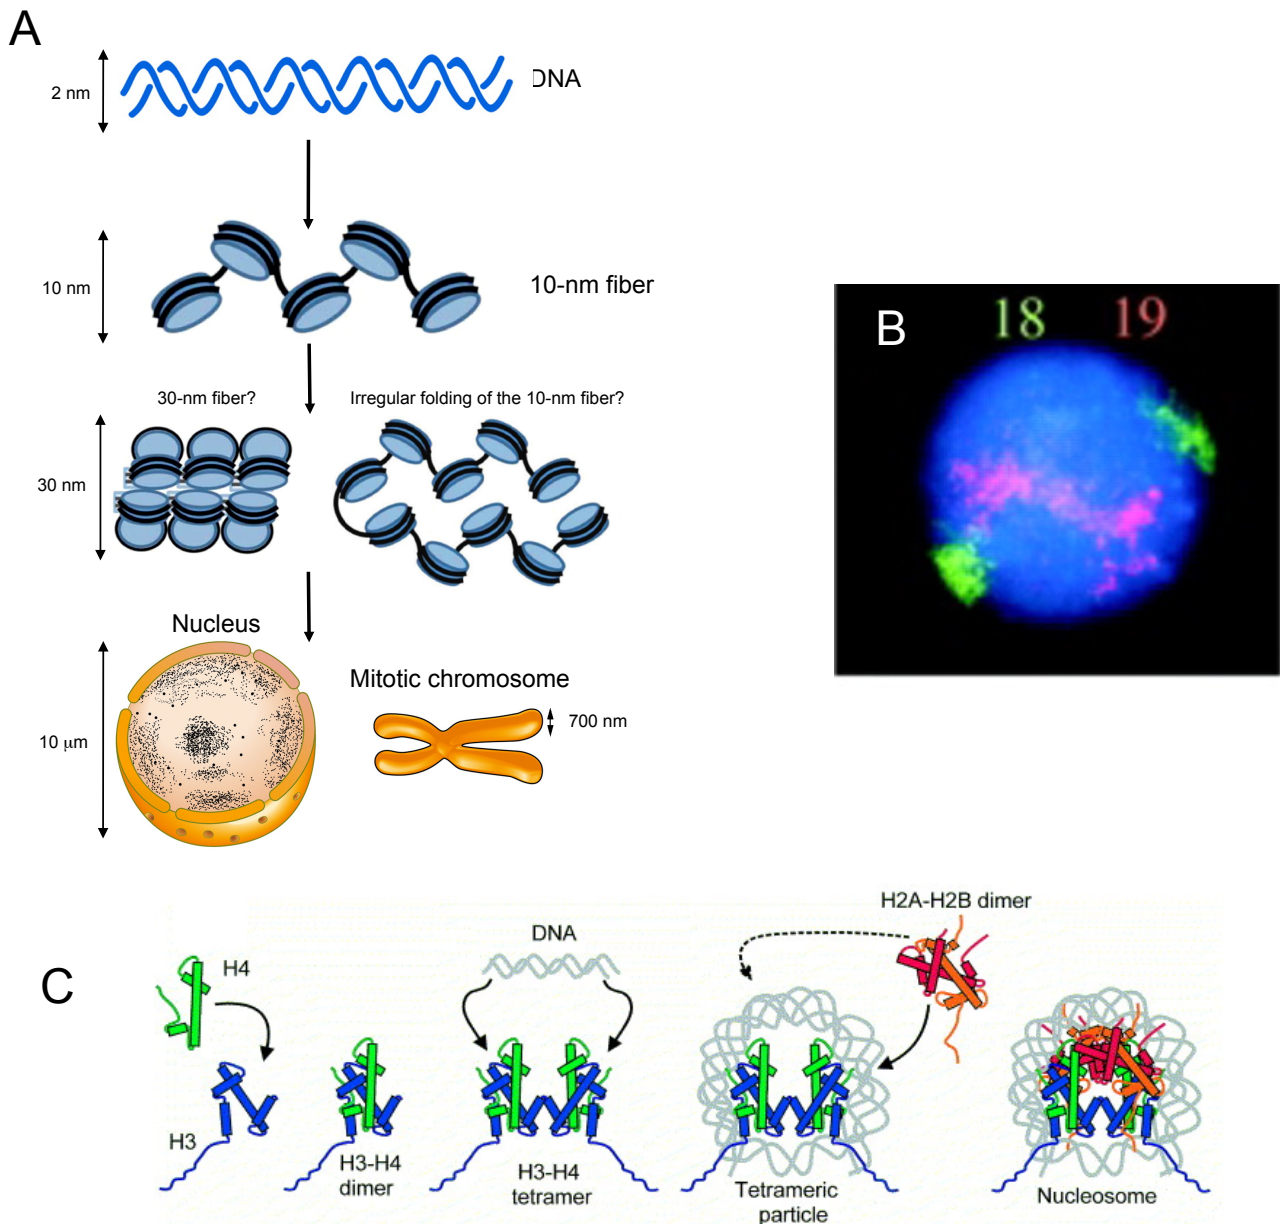 A
2 nm
DNA
10 nm
10-nm fiber
30-nm fiber?
Irregular folding of the 10-nm fiber?
30 nm
Nucleus
Mitotic chromosome
700 nm
10 μm
B
18 19
C
H4
H3
H3-H4
dimer
DNA
H3-H4
tetramer
H2A-H2B dimer
Tetrameric
particle
Nucleosome